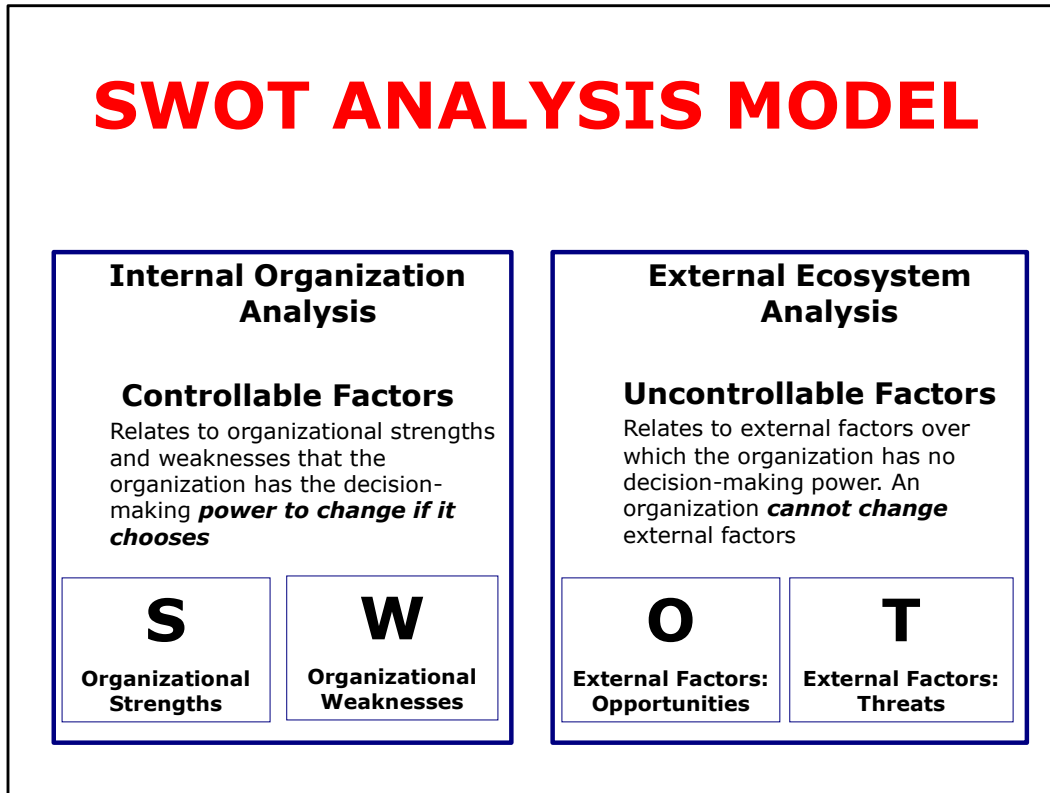 SWOT ANALYSIS MODEL
Internal Organization
Analysis
Controllable Factors
Relates to organizational strengths
and weaknesses that the
organization has the decision-
making power to change if it
chooses
S
Organizational
Strengths
W
Organizational
Weaknesses
External Ecosystem
Analysis
Uncontrollable Factors
Relates to external factors over
which the organization has no
decision-making power. An
organization cannot change
external factors
O
External Factors:
Opportunities
T
External Factors:
Threats